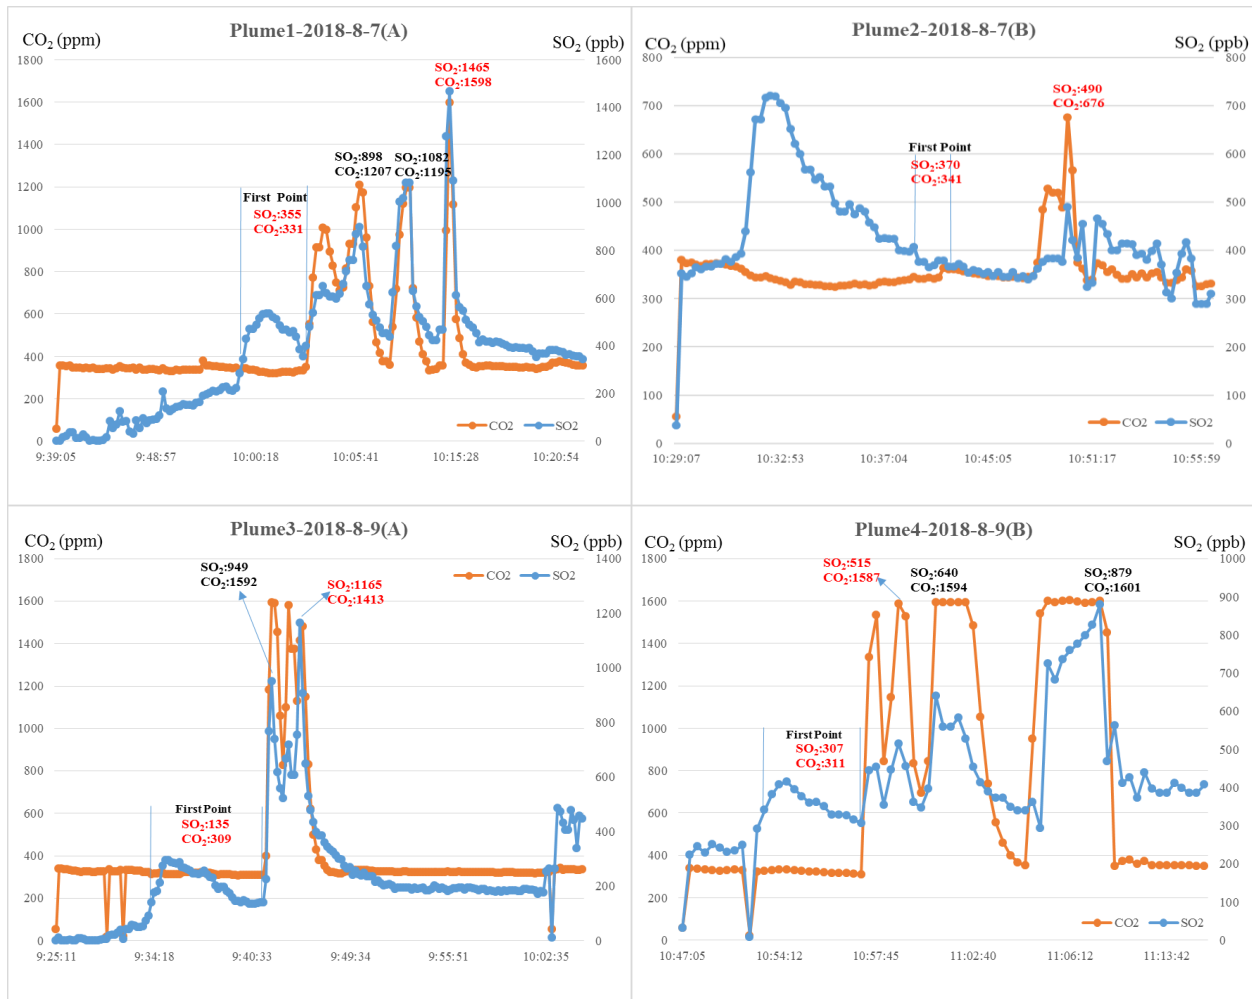 Plume1-2018-8-7(A)
CO2 (ppm)
SO2 (ppb)
1800
1600
1400
1200
1000
800
600
400
200
0
1600
1400
1200
1000
800
600
400
200
0
SO2:1465
CO2:1598
SO2:898
CO2:1207
SO2:1082
CO2:1195
First Point
SO2:355
CO2:331
CO2
SO2
9:39:05
9:48:57
10:00:18
10:05:41
10:15:28
10:20:54
Plume2-2018-8-7(B)
CO2 (ppm)
SO2 (ppb)
800
700
600
500
400
300
200
100
0
800
700
600
500
400
300
200
100
0
SO2:490
CO2:676
First Point
SO2:370
CO2:341
CO2
SO2
10:29:07
10:32:53
10:37:04
10:45:05
10:51:17
10:55:59
Plume3-2018-8-9(A)
CO2 (ppm)
SO2 (ppb)
1800
1600
1400
1200
1000
800
600
400
200
0
1400
1200
1000
800
600
400
200
0
SO2:949
CO2:1592
CO2
SO2
SO2:1165
CO2:1413
First Point
SO2:135
CO2:309
9:25:11
9:34:18
9:40:33
9:49:34
9:55:51
10:02:35
Plume4-2018-8-9(B)
CO2 (ppm)
SO2 (ppb)
1800
1600
1400
1200
1000
800
600
400
200
0
1000
900
800
700
600
500
400
300
200
100
0
SO2:515
CO2:1587
SO2:640
CO2:1594
SO2:879
CO2:1601
First Point
SO2:307
CO2:311
CO2
SO2
10:47:05
10:54:12
10:57:45
11:02:40
11:06:12
11:13:42